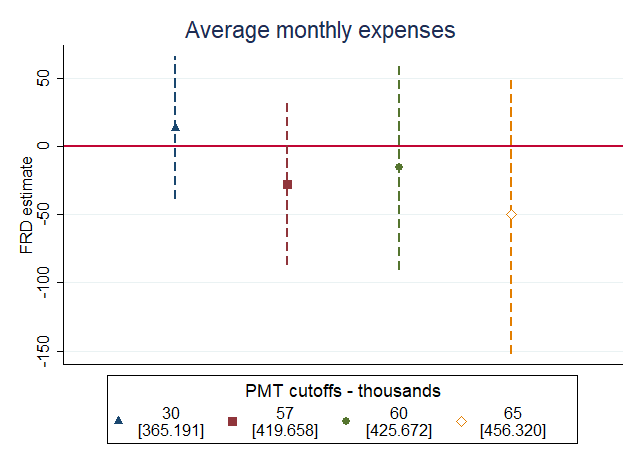 Average monthly expenses
FRD estimate
50
0
-50
-100
-150
PMT cutoffs - thousands
30 57 60 65
[365.191] [419.658] [425.672] [456.320]